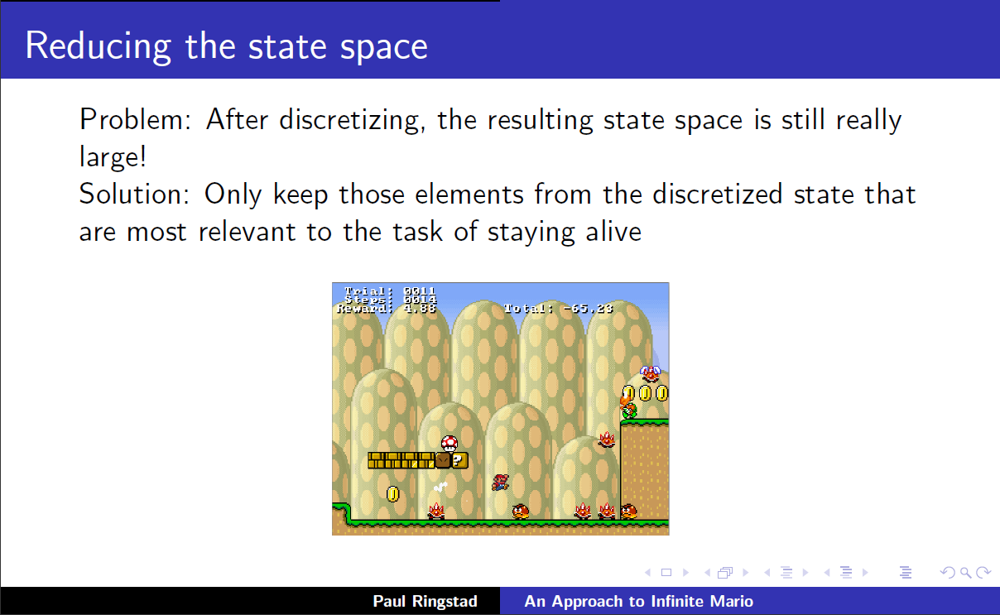 Reducing the state space
Problem: After discretizing, the resulting state space is still really
large!
Solution: Only keep those elements from the discretized state that
are most relevant to the task of staying alive
Trial: 0011
Steps: 0014
Reward: 4.88 Total: -65.23
?
Paul Ringstad An Approach to Infinite Mario